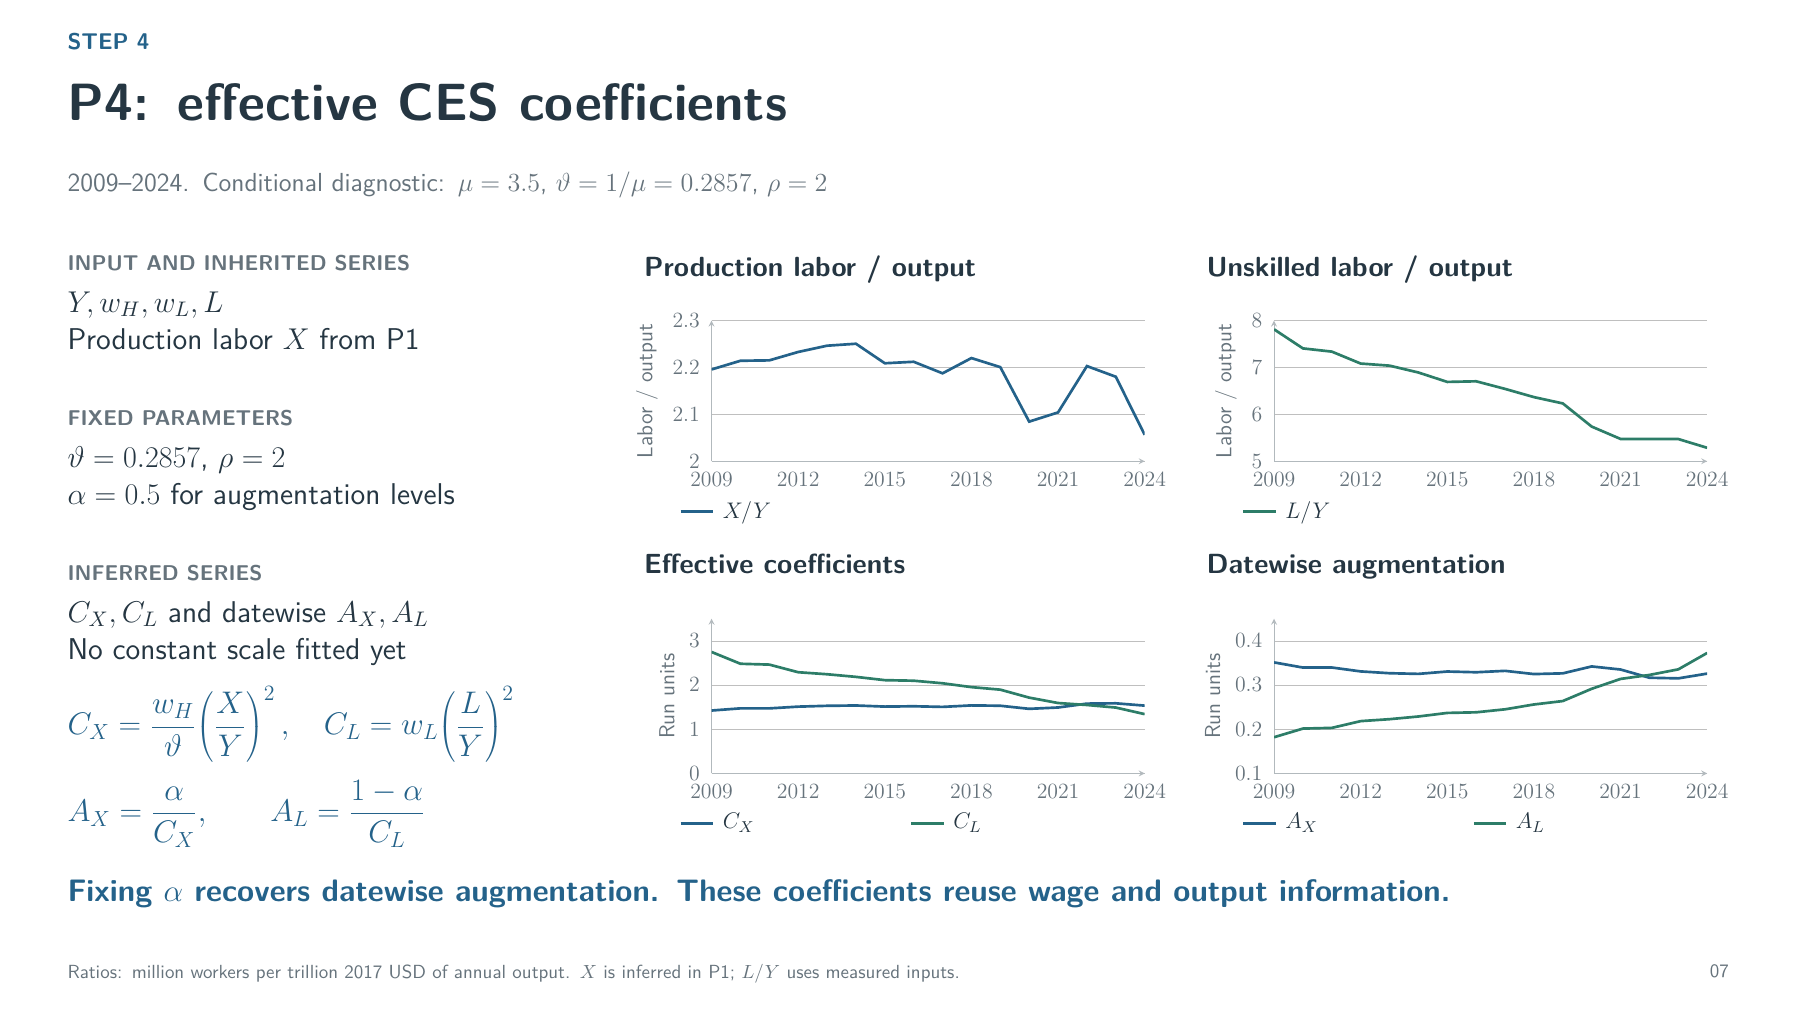 STEP 4
P4: effective CES coefficients
2009–2024. Conditional diagnostic: μ = 3.5, ϑ = 1/μ = 0.2857, ρ = 2
INPUT AND INHERITED SERIES
Y, w_H, w_L, L
Production labor X from P1
FIXED PARAMETERS
ϑ = 0.2857, ρ = 2
α = 0.5 for augmentation levels
INFERRED SERIES
C_X, C_L and datewise A_X, A_L
No constant scale fitted yet
C_X = w_H/ϑ (X/Y)^2, C_L = w_L (L/Y)^2
A_X = α/C_X, A_L = (1 − α)/C_L
Production labor / output
Labor / output
2.3
2.2
2.1
2
2009 2012 2015 2018 2021 2024
X/Y
Unskilled labor / output
Labor / output
8
7
6
5
2009 2012 2015 2018 2021 2024
L/Y
Effective coefficients
Run units
3
2
1
0
2009 2012 2015 2018 2021 2024
C_X C_L
Datewise augmentation
Run units
0.4
0.3
0.2
0.1
2009 2012 2015 2018 2021 2024
A_X A_L
Fixing α recovers datewise augmentation. These coefficients reuse wage and output information.
Ratios: million workers per trillion 2017 USD of annual output. X is inferred in P1; L/Y uses measured inputs.
07